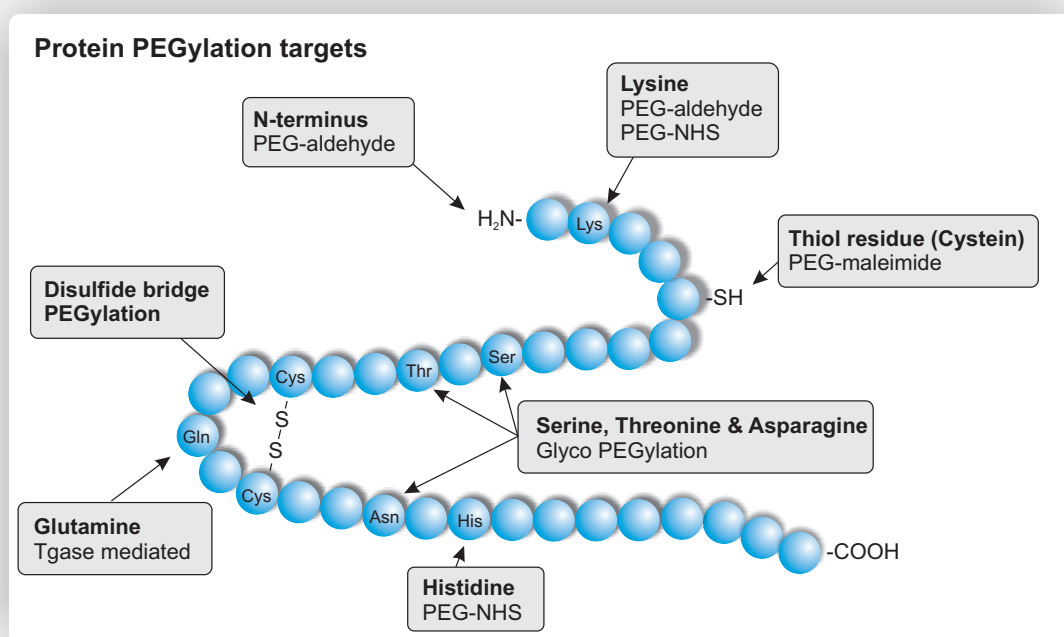 Protein PEGylation targets
Lysine
PEG-aldehyde
PEG-NHS
N-terminus
PEG-aldehyde
H₂N-
Lys
Thiol residue (Cystein)
PEG-maleimide
-SH
Disulfide bridge
PEGylation
Cys
Thr
Ser
S
S
Gln
Serine, Threonine & Asparagine
Glyco PEGylation
Cys
Asn
His
-COOH
Glutamine
Tgase mediated
Histidine
PEG-NHS